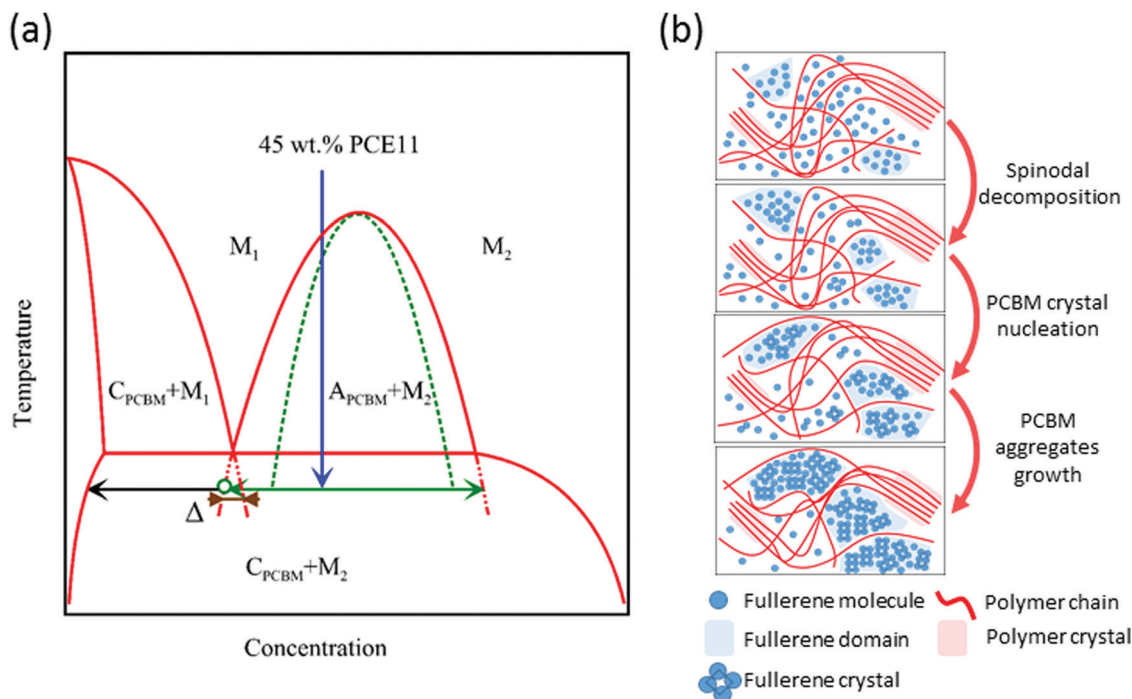 (a)
45 wt.% PCE11
M1
M2
Temperature
CPCBM+M1
APCBM+M2
Δ
CPCBM+M2
Concentration
(b)
Spinodal
decomposition
PCBM crystal
nucleation
PCBM
aggregates
growth
Fullerene molecule
Polymer chain
Fullerene domain
Polymer crystal
Fullerene crystal